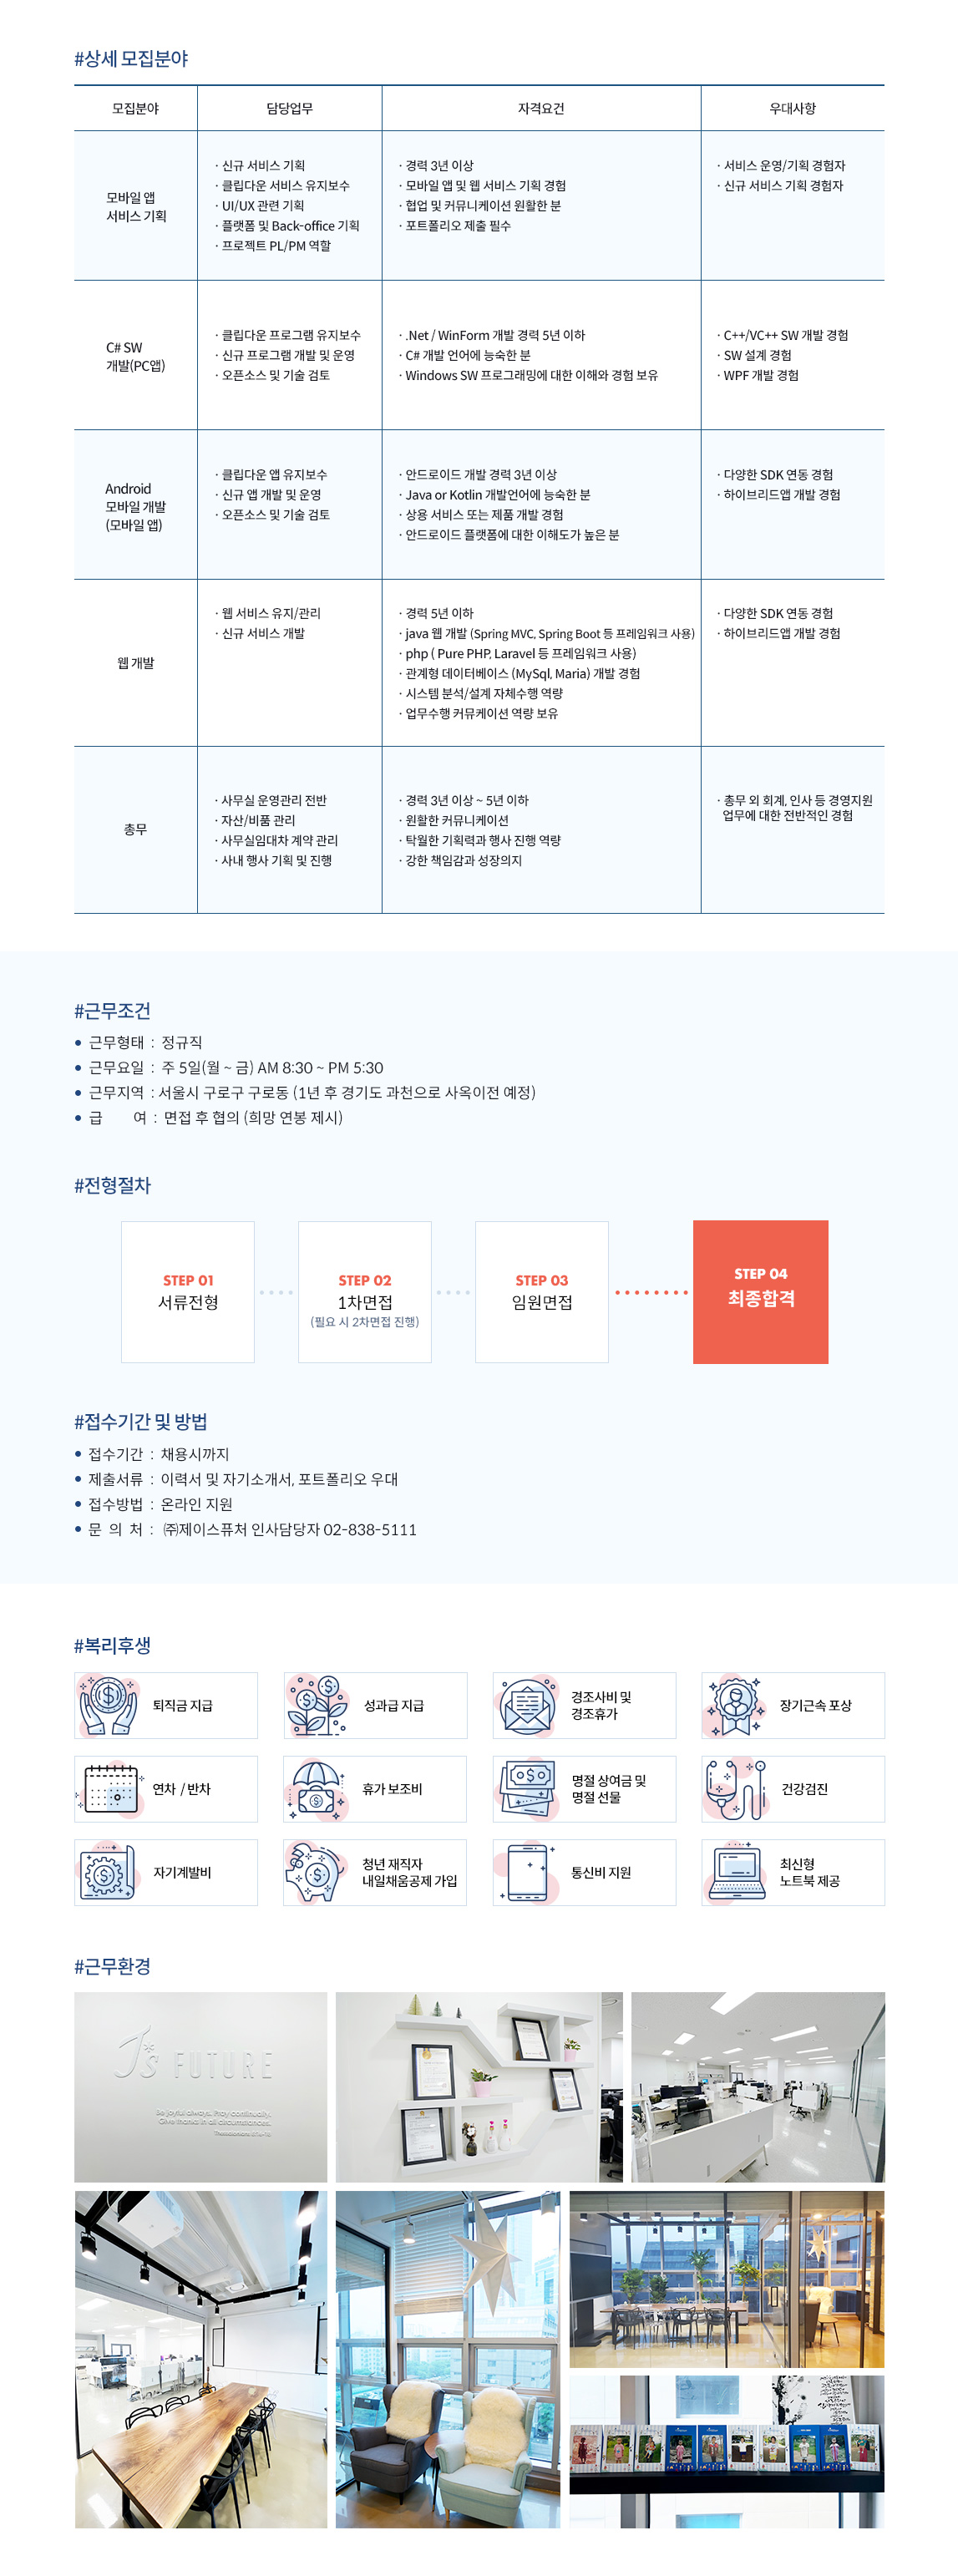 #상세 모집분야
모집분야
담당업무
자격요건
우대사항
모바일 앱
서비스 기획
· 신규 서비스 기획
· 클립다운 서비스 유지보수
· UI/UX 관련 기획
· 플랫폼 및 Back-office 기획
· 프로젝트 PL/PM 역할
· 경력 3년 이상
· 모바일 앱 및 웹 서비스 기획 경험
· 협업 및 커뮤니케이션 원활한 분
· 포트폴리오 제출 필수
· 서비스 운영/기획 경험자
· 신규 서비스 기획 경험자
C# SW
개발(PC앱)
· 클립다운 프로그램 유지보수
· 신규 프로그램 개발 및 운영
· 오픈소스 및 기술 검토
· .Net / WinForm 개발 경력 5년 이하
· C# 개발 언어에 능숙한 분
· Windows SW 프로그래밍에 대한 이해와 경험 보유
· C++/VC++ SW 개발 경험
· SW 설계 경험
· WPF 개발 경험
Android
모바일 개발
(모바일 앱)
· 클립다운 앱 유지보수
· 신규 앱 개발 및 운영
· 오픈소스 및 기술 검토
· 안드로이드 개발 경력 3년 이상
· Java or Kotlin 개발언어에 능숙한 분
· 상용 서비스 또는 제품 개발 경험
· 안드로이드 플랫폼에 대한 이해도가 높은 분
· 다양한 SDK 연동 경험
· 하이브리드앱 개발 경험
웹 개발
· 웹 서비스 유지/관리
· 신규 서비스 개발
· 경력 5년 이하
· java 웹 개발 (Spring MVC, Spring Boot 등 프레임워크 사용)
· php ( Pure PHP, Laravel 등 프레임워크 사용)
· 관계형 데이터베이스 (MySql, Maria) 개발 경험
· 시스템 분석/설계 자체수행 역량
· 업무수행 커뮤케이션 역량 보유
· 다양한 SDK 연동 경험
· 하이브리드앱 개발 경험
총무
· 사무실 운영관리 전반
· 자산/비품 관리
· 사무실임대차 계약 관리
· 사내 행사 기획 및 진행
· 경력 3년 이상 ~ 5년 이하
· 원활한 커뮤니케이션
· 탁월한 기획력과 행사 진행 역량
· 강한 책임감과 성장의지
· 총무 외 회계, 인사 등 경영지원
업무에 대한 전반적인 경험
#근무조건
• 근무형태 : 정규직
• 근무요일 : 주 5일(월 ~ 금) AM 8:30 ~ PM 5:30
• 근무지역 : 서울시 구로구 구로동 (1년 후 경기도 과천으로 사옥이전 예정)
• 급 여 : 면접 후 협의 (희망 연봉 제시)
#전형절차
STEP 01
서류전형
STEP 02
1차면접
(필요 시 2차면접 진행)
STEP 03
임원면접
STEP 04
최종합격
#접수기간 및 방법
• 접수기간 : 채용시까지
• 제출서류 : 이력서 및 자기소개서, 포트폴리오 우대
• 접수방법 : 온라인 지원
• 문 의 처 : ㈜제이스퓨처 인사담당자 02-838-5111
#복리후생
퇴직금 지급
성과급 지급
경조사비 및
경조휴가
장기근속 포상
연차 / 반차
휴가 보조비
명절 상여금 및
명절 선물
건강검진
자기계발비
청년 재직자
내일채움공제 가입
통신비 지원
최신형
노트북 제공
#근무환경
J's FUTURE
Be joyful always. Pray continually.
Give thanks in all circumstances.